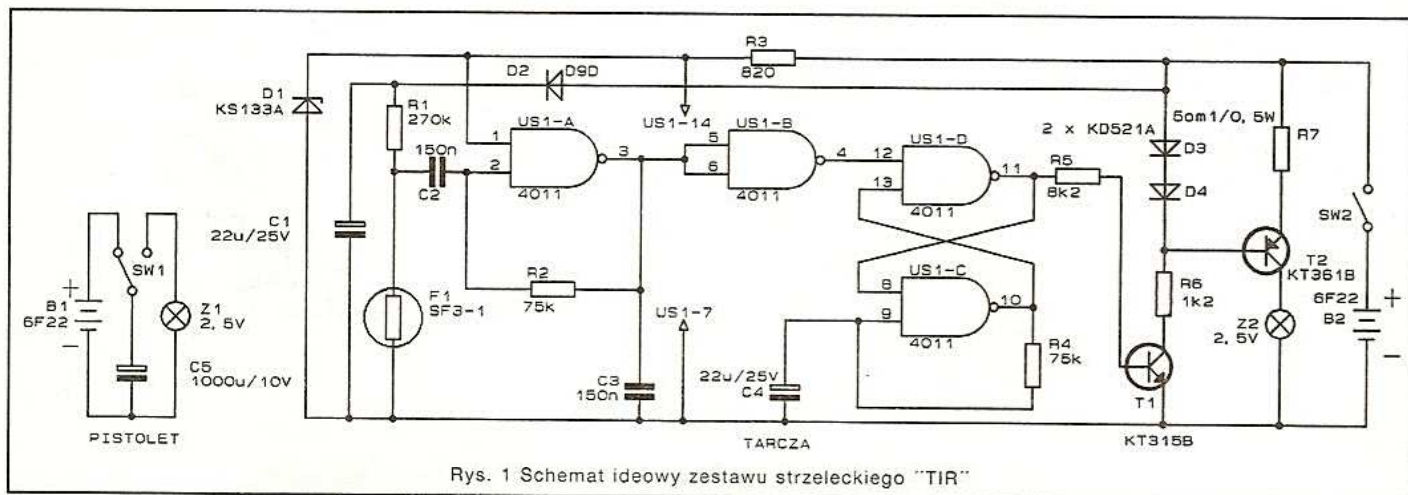 R3
820
D2 D9D
D1
KS133A
R1
270k
US1-A
US1-14
US1-B
2 x KD521A
5om1/0,5W
R7
150n
C2
1
2
3
4011
5
6
4
4011
US1-D
12
13
11
4011
R5
8k2
D3
D4
SW2
C1
22u/25V
SW1
B1
6F22
+
-
Z1
2,5V
C5
1000u/10V
F1
SF3-1
R2
75k
US1-7
US1-C
8
9
10
4011
R4
75k
R6
1k2
T2
KT361B
6F22
B2
+
-
Z2
2,5V
C3
150n
22u/25V
C4
T1
KT315B
PISTOLET
TARCZA
Rys. 1 Schemat ideowy zestawu strzeleckiego "TIR"